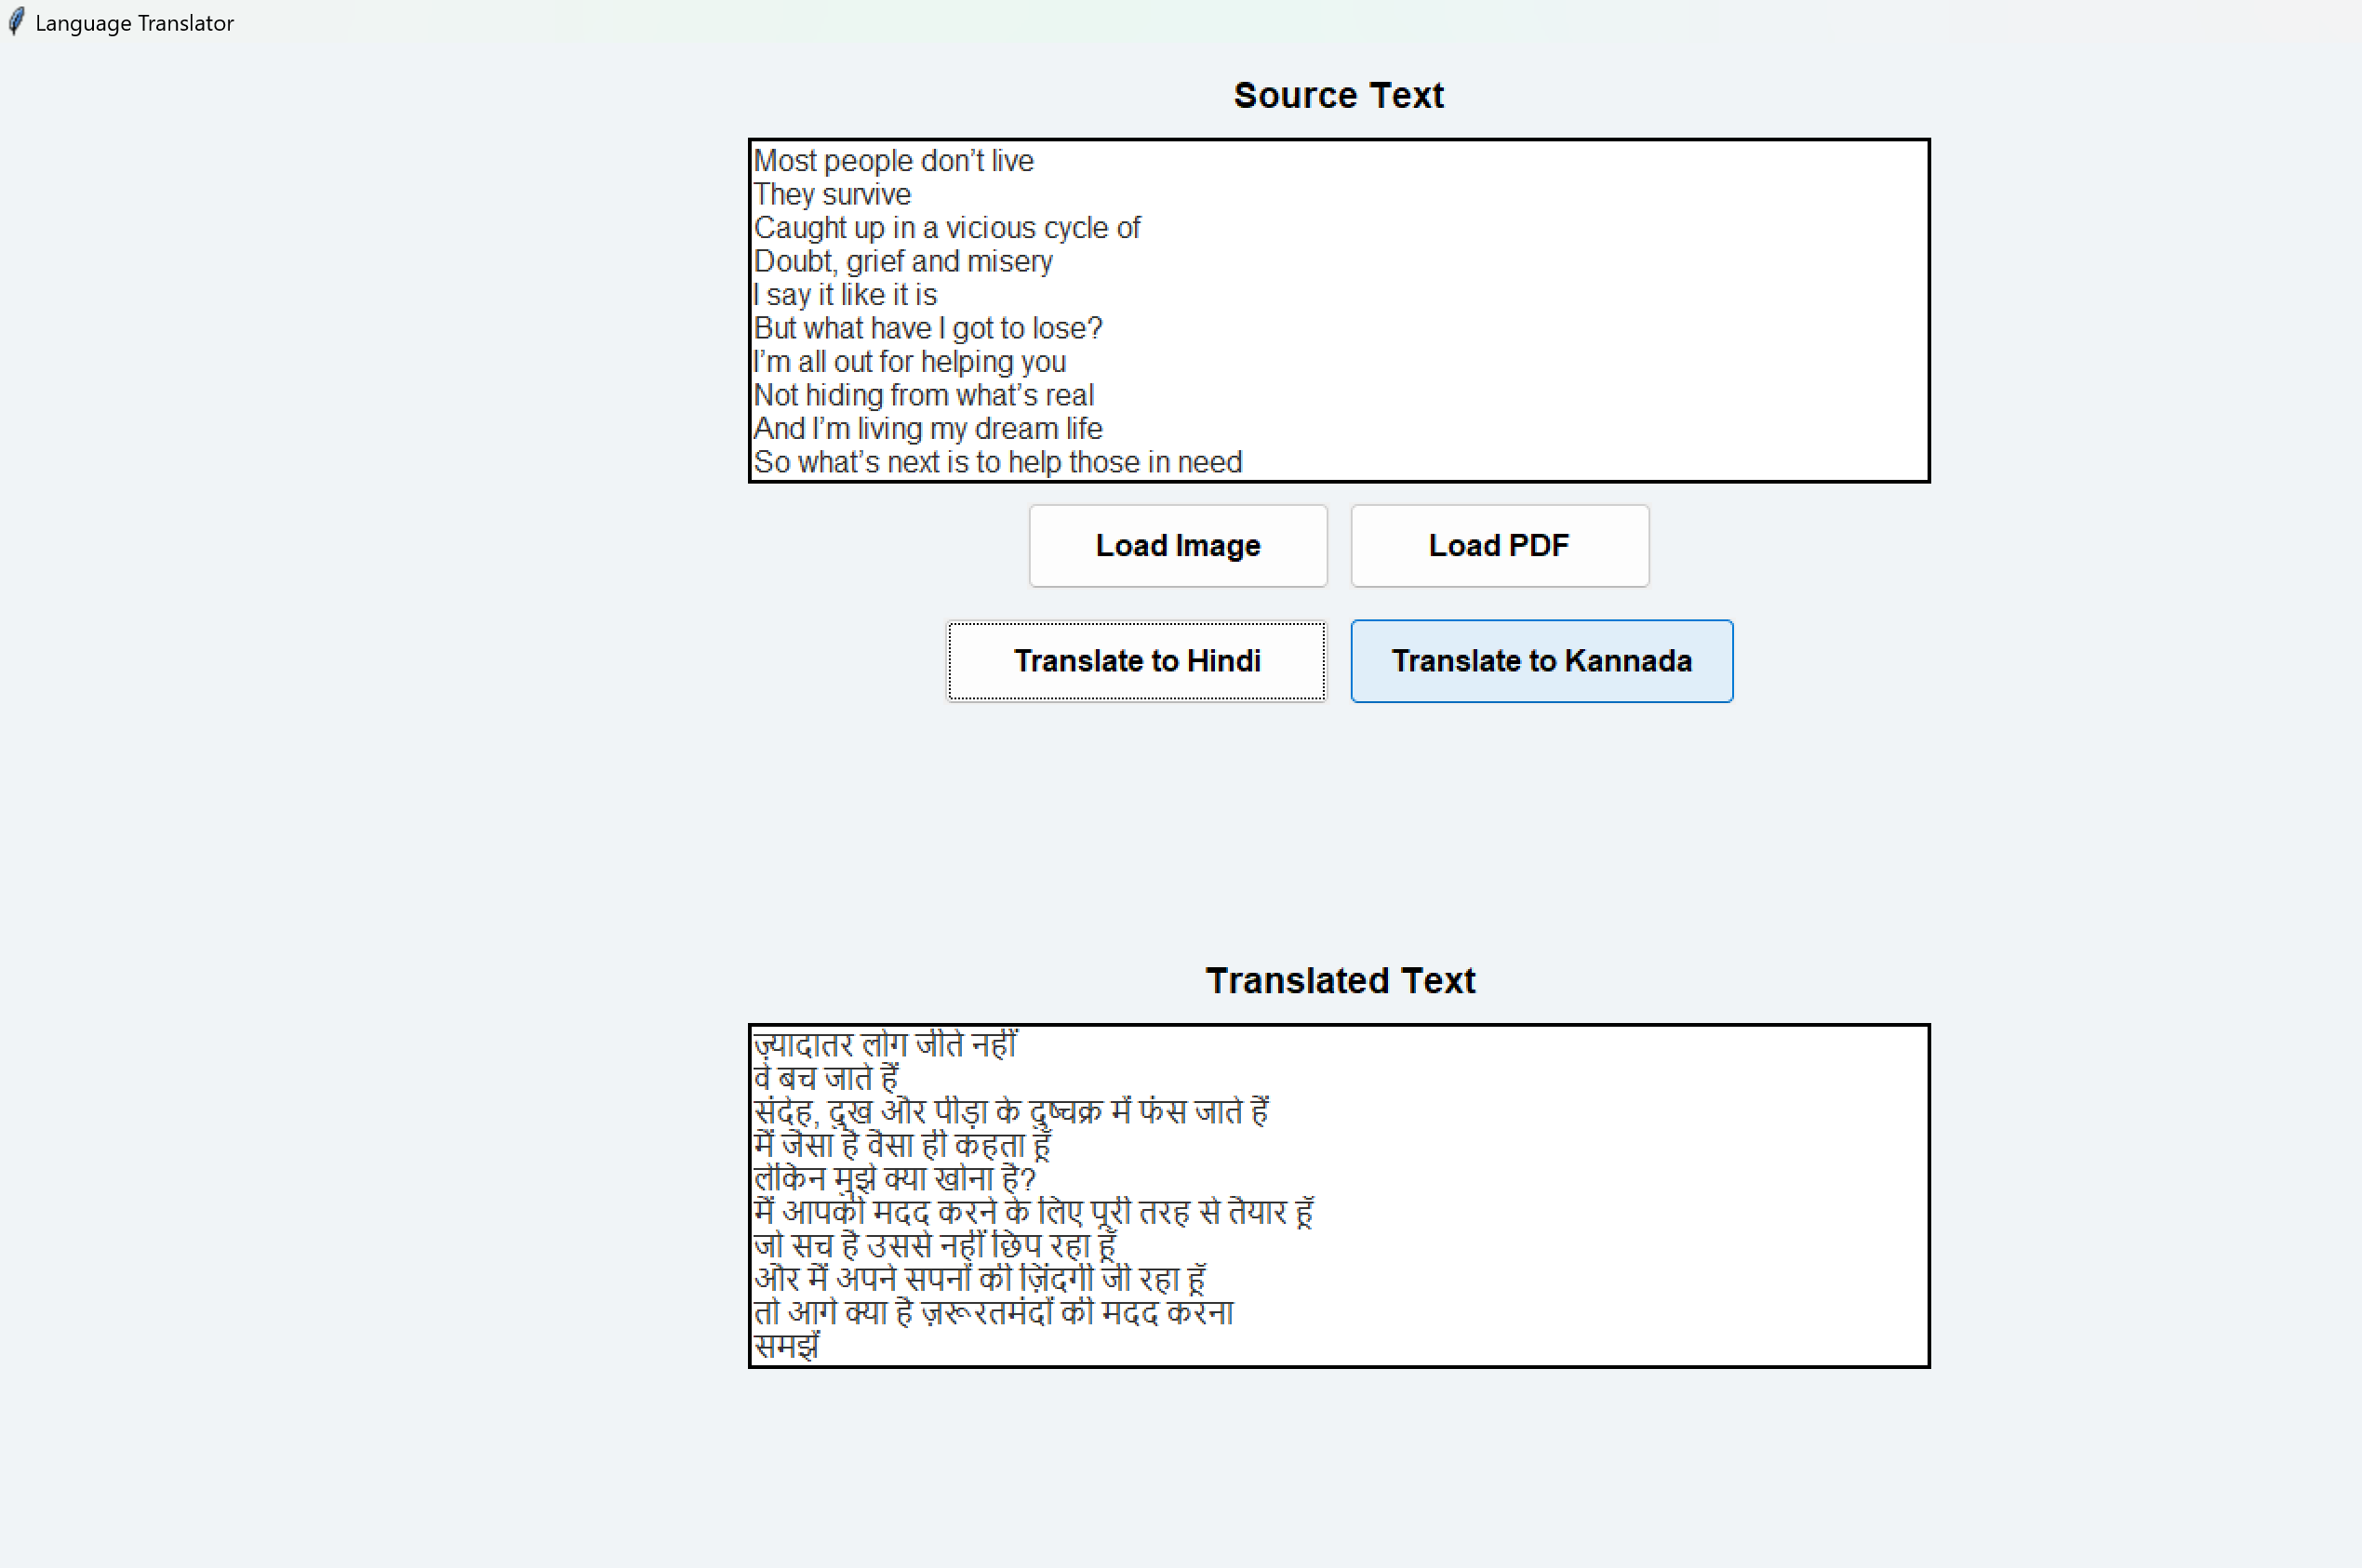 Language Translator
Source Text
Most people don’t live
They survive
Caught up in a vicious cycle of
Doubt, grief and misery
I say it like it is
But what have I got to lose?
I’m all out for helping you
Not hiding from what’s real
And I’m living my dream life
So what’s next is to help those in need
Load Image
Load PDF
Translate to Hindi
Translate to Kannada
Translated Text
ज़्यादातर लोग जीते नहीं
वे बच जाते हैं
संदेह, दुख और पीड़ा के दुष्चक्र में फंस जाते हैं
मैं जैसा है वैसा ही कहता हूँ
लेकिन मुझे क्या खोना है?
मैं आपकी मदद करने के लिए पूरी तरह से तैयार हूँ
जो सच है उससे नहीं छिप रहा हूँ
और मैं अपने सपनों की ज़िंदगी जी रहा हूँ
तो आगे क्या है ज़रूरतमंदों की मदद करना
समझें